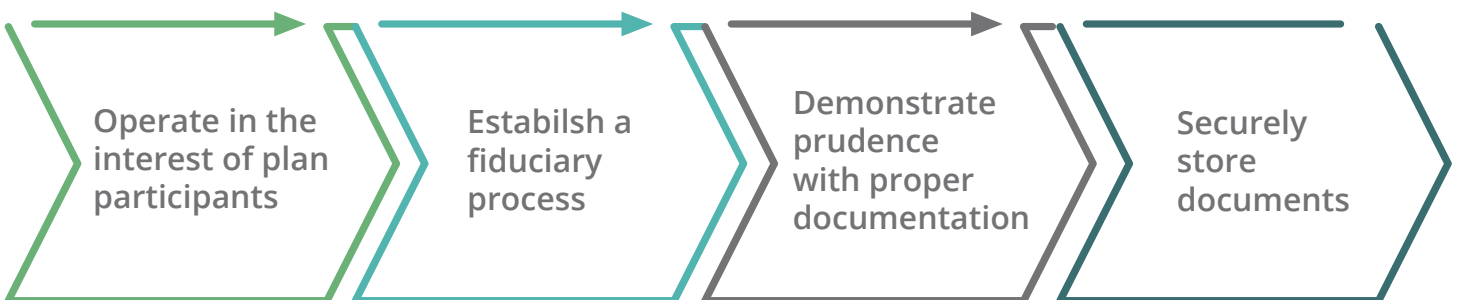 Operate in the
interest of plan
participants
Estabilsh a
fiduciary
process
Demonstrate
prudence
with proper
documentation
Securely
store
documents